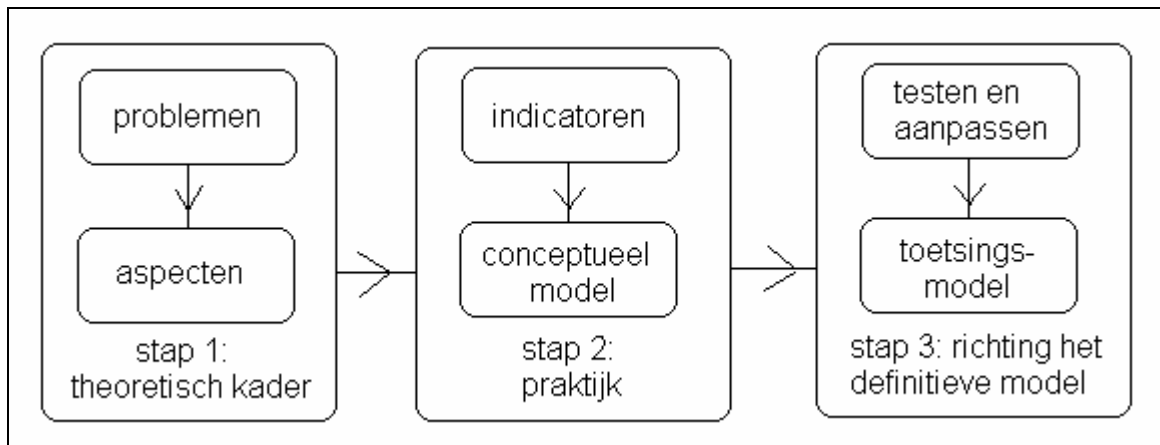 problemen
aspecten
stap 1:
theoretisch kader
indicatoren
conceptueel
model
stap 2:
praktijk
testen en
aanpassen
toetsings-
model
stap 3: richting het
definitieve model